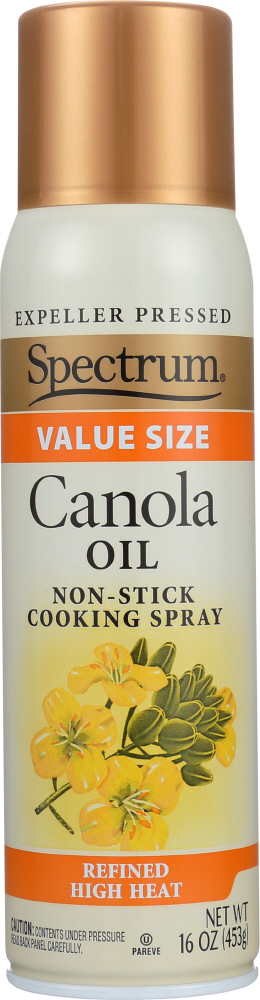 EXPELLER PRESSED
Spectrum®
VALUE SIZE
Canola
OIL
NON-STICK
COOKING SPRAY
REFINED
HIGH HEAT
CAUTION: CONTENTS UNDER PRESSURE
READ BACK PANEL CAREFULLY.
U
PAREVE
NET WT
16 OZ (453g)